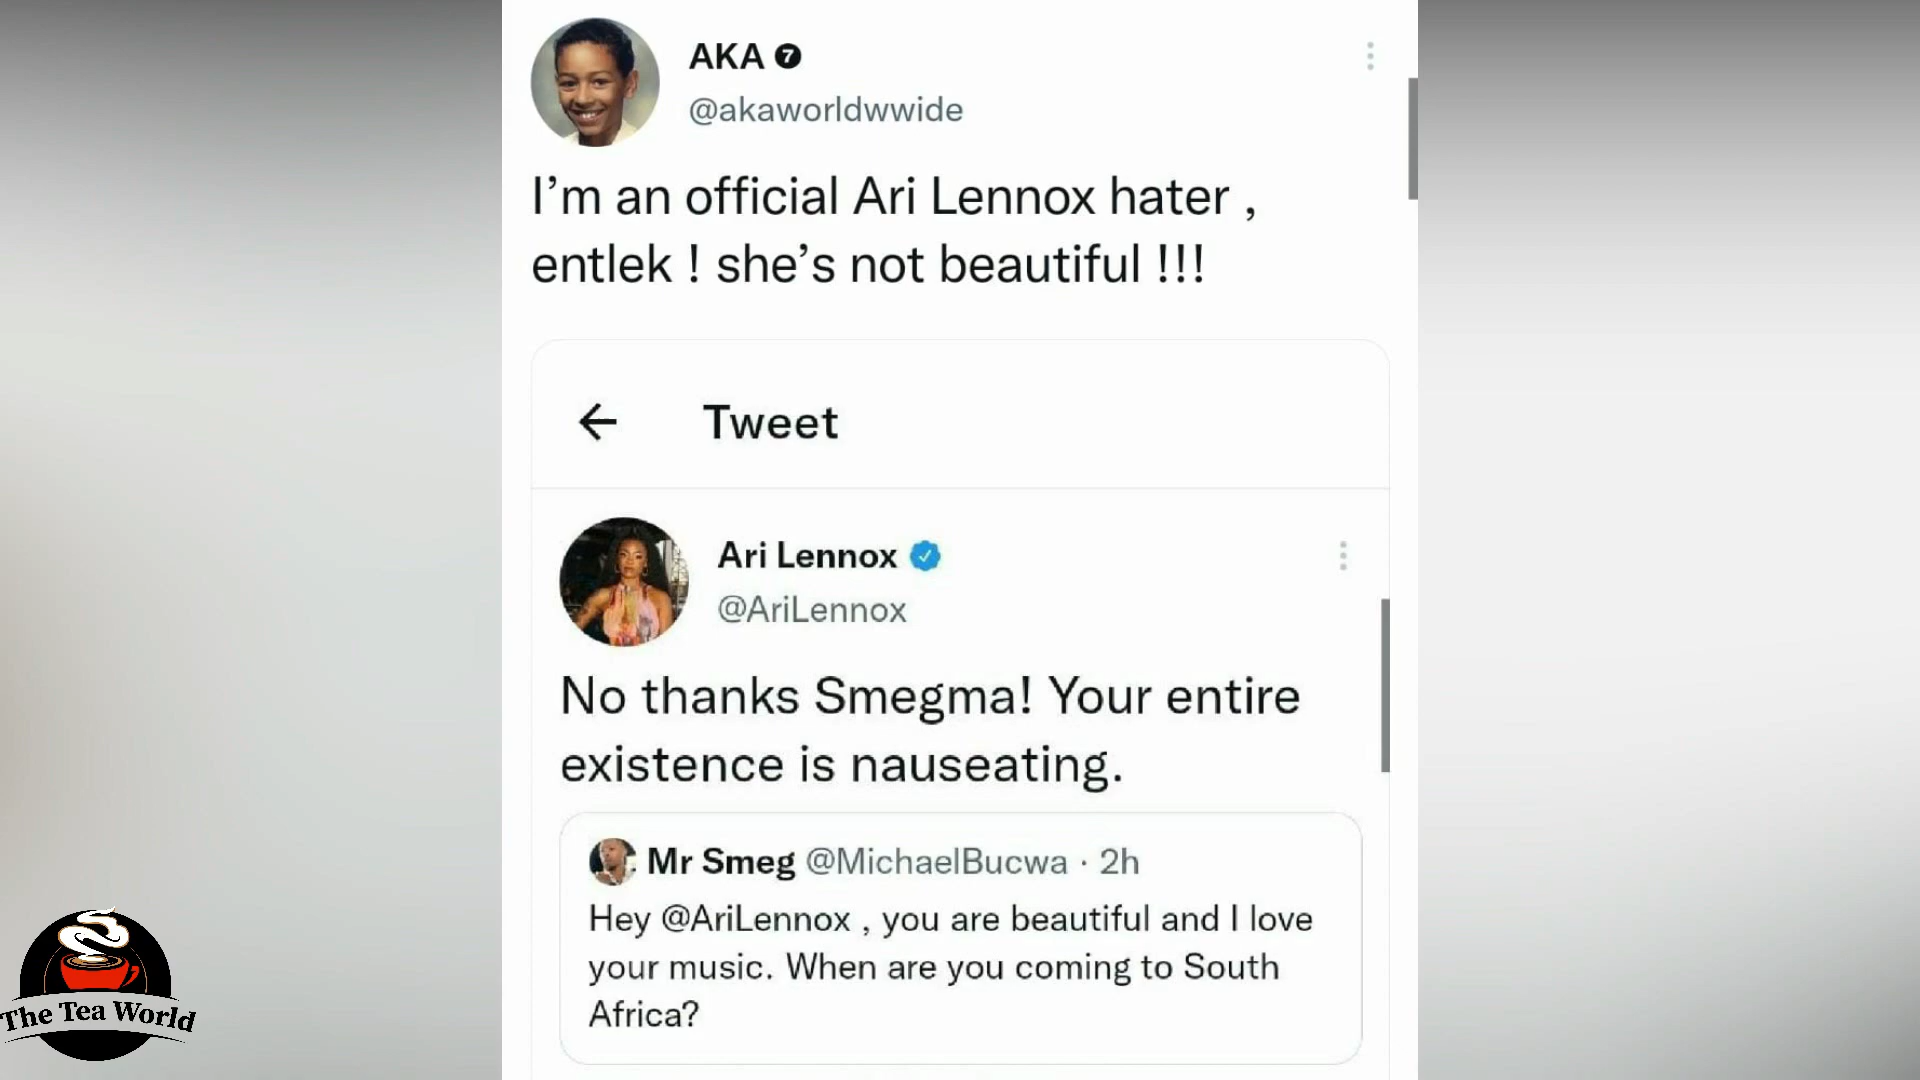 AKA 7
@akaworldwwide
I’m an official Ari Lennox hater ,
entlek ! she’s not beautiful !!!
Tweet
Ari Lennox
@AriLennox
No thanks Smegma! Your entire
existence is nauseating.
Mr Smeg @MichaelBucwa · 2h
Hey @AriLennox , you are beautiful and I love
your music. When are you coming to South
Africa?
The Tea World